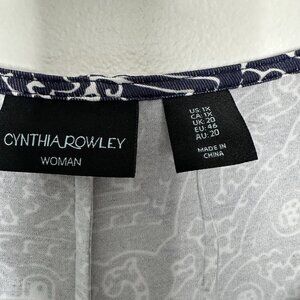 CYNTHIA ROWLEY
WOMAN
US: 1X
CA: 1X
UK: 20
EU: 46
AU: 20
MADE IN
CHINA